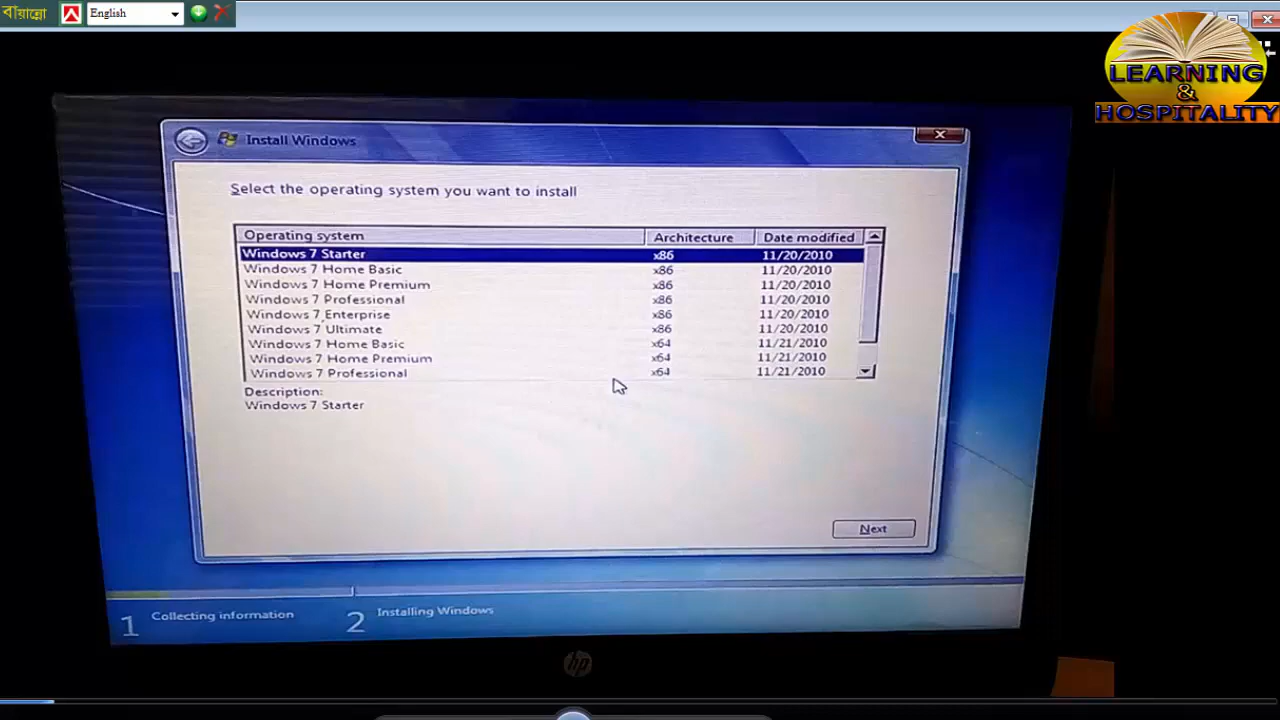 বাঁয়ান্নো
English
LEARNING
&
HOSPITALITY
Install Windows
Select the operating system you want to install
Operating system Architecture Date modified
Windows 7 Starter x86 11/20/2010
Windows 7 Home Basic x86 11/20/2010
Windows 7 Home Premium x86 11/20/2010
Windows 7 Professional x86 11/20/2010
Windows 7 Enterprise x86 11/20/2010
Windows 7 Ultimate x86 11/20/2010
Windows 7 Home Basic x64 11/21/2010
Windows 7 Home Premium x64 11/21/2010
Windows 7 Professional x64 11/21/2010
Description:
Windows 7 Starter
Next
1 Collecting information 2 Installing Windows
hp